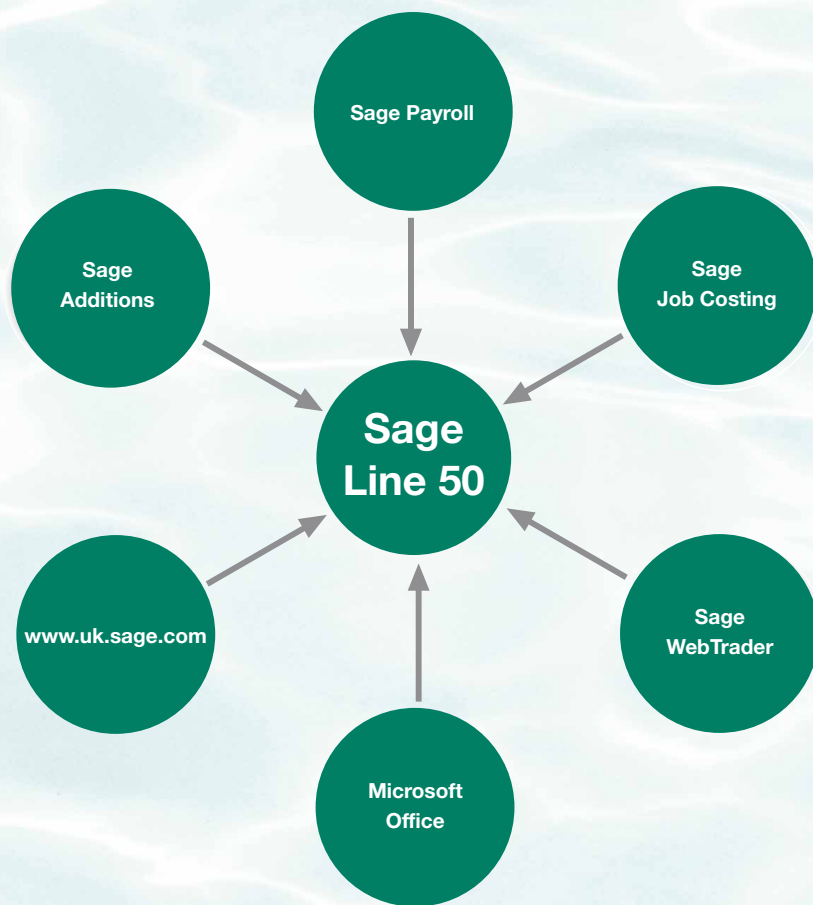 Sage Payroll
Sage
Additions
Sage
Job Costing
Sage
Line 50
www.uk.sage.com
Sage
WebTrader
Microsoft
Office